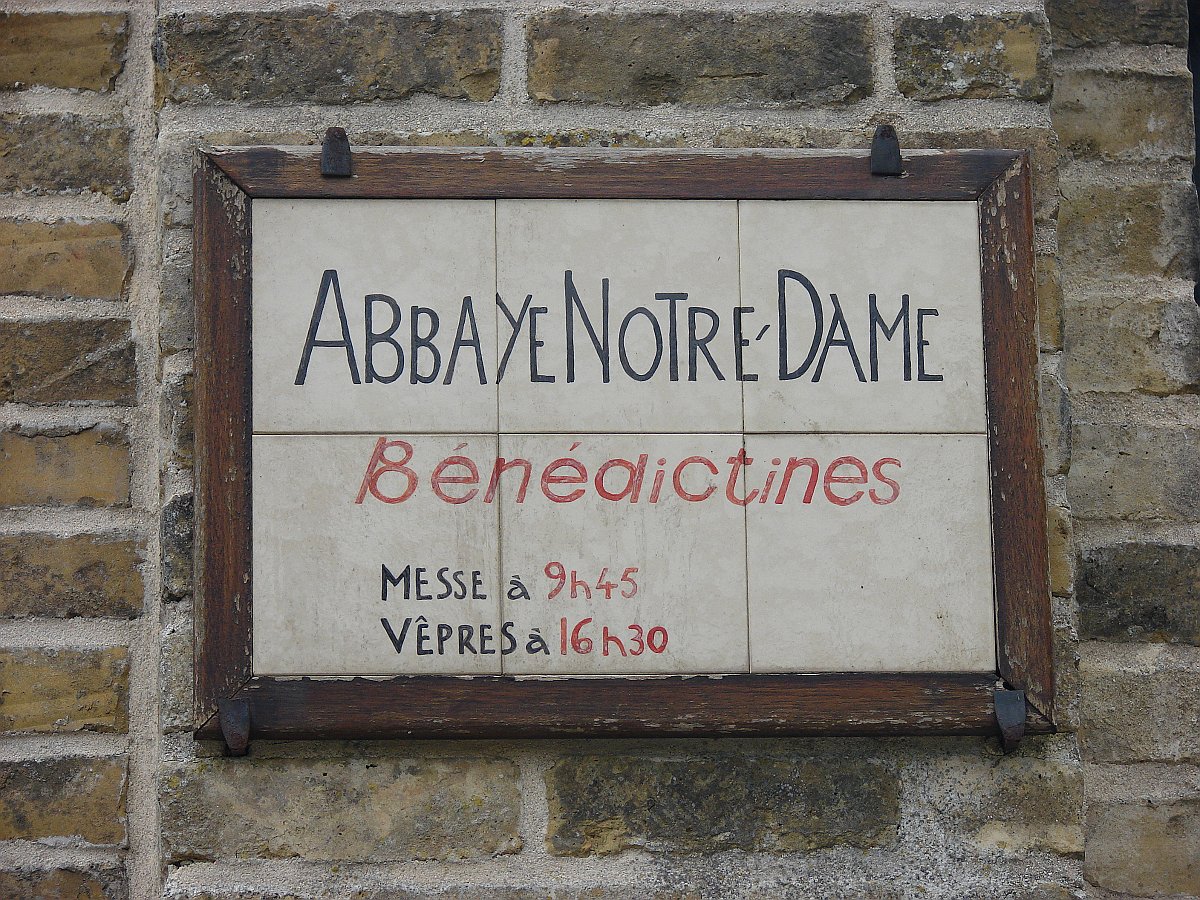 ABBAYE NOTRE-DAME
Bénédictines
MESSE à 9h45
VÊPRES à 16h30